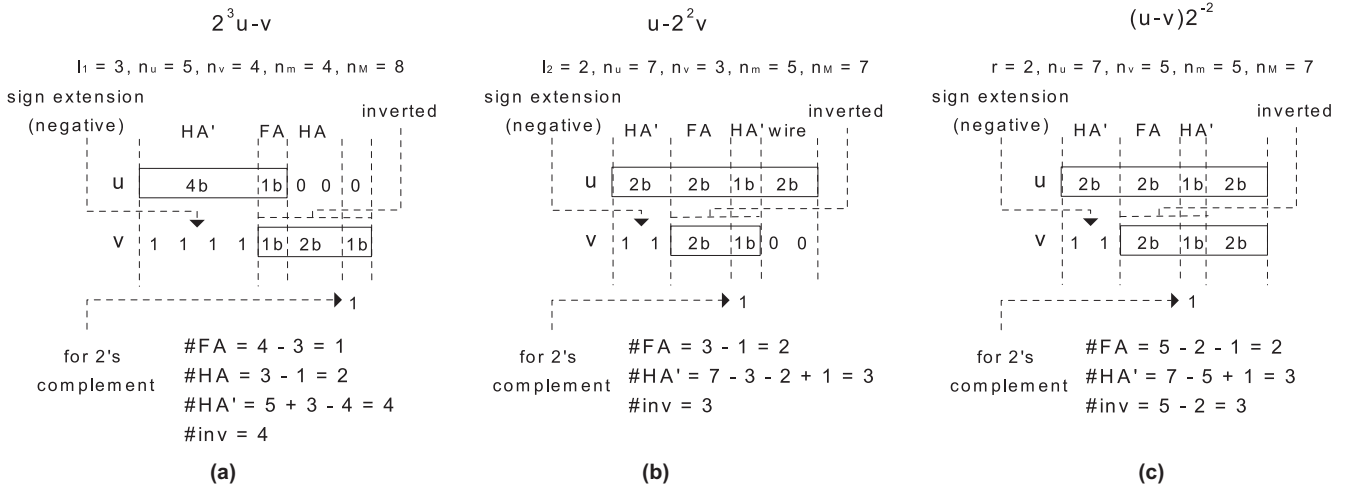 2³u-v
l₁ = 3, nᵤ = 5, nᵥ = 4, nₘ = 4, n_M = 8
sign extension
(negative)
inverted
HA'
FA
HA
u
4b
1b
0 0 0
v
1 1 1 1
1b
2b
1b
1
for 2's
complement
#FA = 4 - 3 = 1
#HA = 3 - 1 = 2
#HA' = 5 + 3 - 4 = 4
#inv = 4
(a)
u-2²v
l₂ = 2, nᵤ = 7, nᵥ = 3, nₘ = 5, n_M = 7
sign extension
(negative)
inverted
HA'
FA
HA'
wire
u
2b
2b
1b
2b
v
1 1
2b
1b
0 0
1
for 2's
complement
#FA = 3 - 1 = 2
#HA' = 7 - 3 - 2 + 1 = 3
#inv = 3
(b)
(u-v)2⁻²
r = 2, nᵤ = 7, nᵥ = 5, nₘ = 5, n_M = 7
sign extension
(negative)
inverted
HA'
FA
HA'
u
2b
2b
1b
2b
v
1 1
2b
1b
2b
1
for 2's
complement
#FA = 5 - 2 - 1 = 2
#HA' = 7 - 5 + 1 = 3
#inv = 5 - 2 = 3
(c)